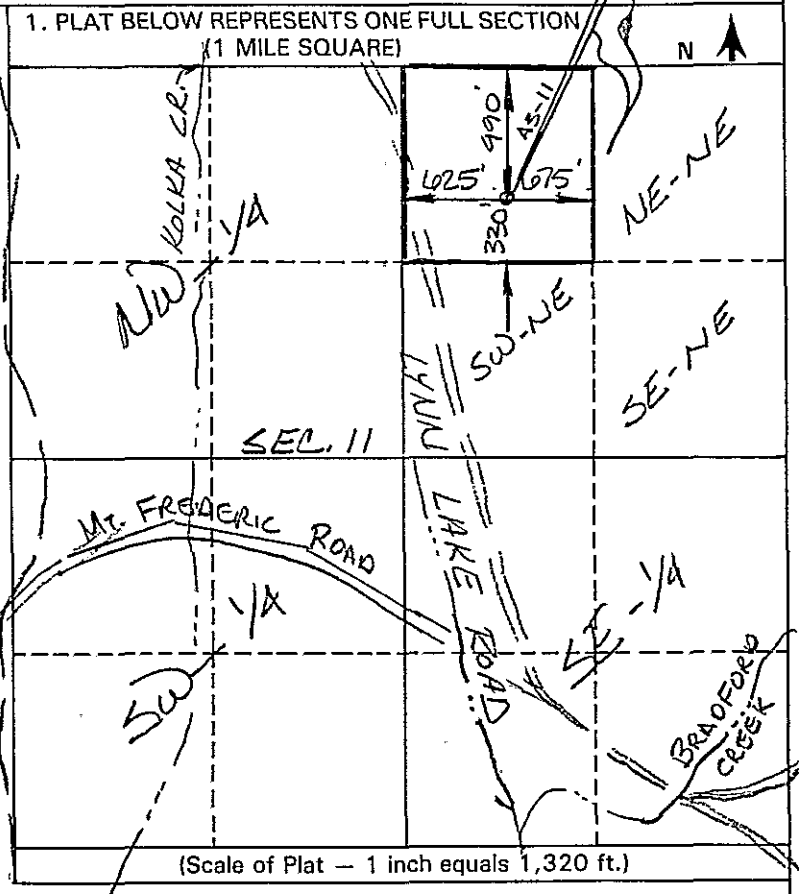 1. PLAT BELOW REPRESENTS ONE FULL SECTION
(1 MILE SQUARE)
N
KOLKA CR.
990'
A3-11
625'
675'
330'
NE-NE
NW 1/4
SW-NE
SE-NE
SEC. 11
LYNN LAKE ROAD
MT. FREDERIC ROAD
SW 1/4
SE-1/4
BRADFORD
CREEK
(Scale of Plat — 1 inch equals 1,320 ft.)